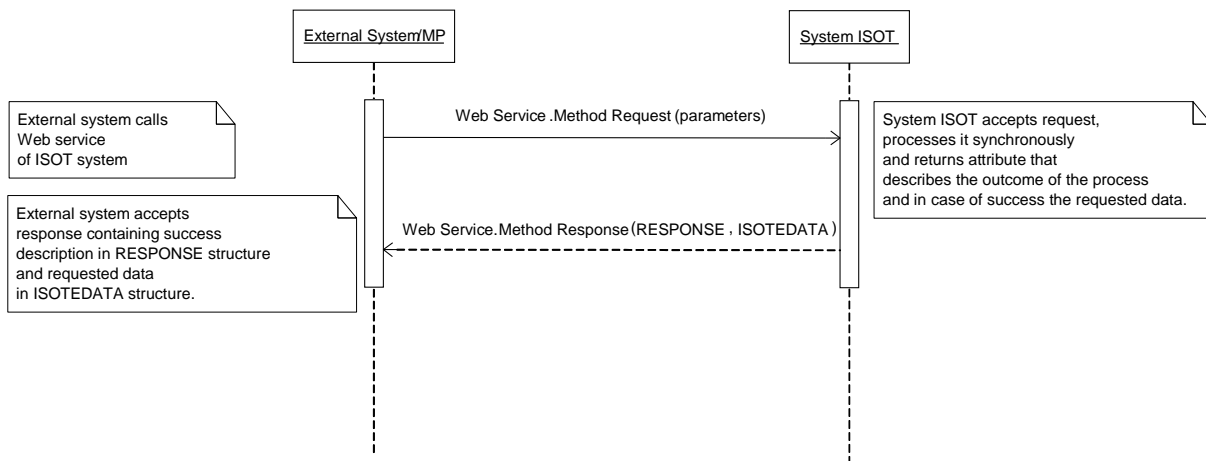 External System/MP
System ISOT
External system calls
Web service
of ISOT system
Web Service .Method Request (parameters)
System ISOT accepts request,
processes it synchronously
and returns attribute that
describes the outcome of the process
and in case of success the requested data.
External system accepts
response containing success
description in RESPONSE structure
and requested data
in ISOTEDATA structure.
Web Service.Method Response (RESPONSE , ISOTEDATA)